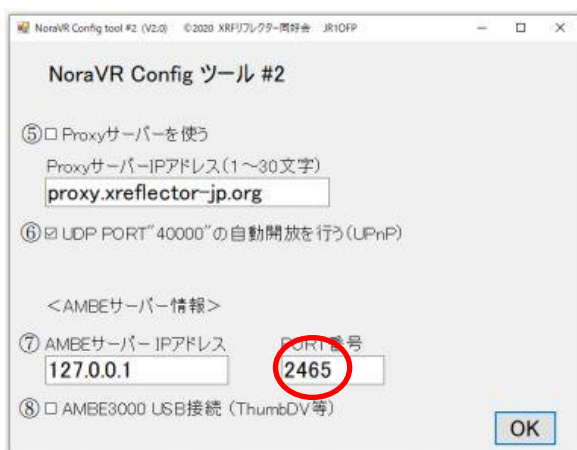 NoraVR Config tool #2 (V2.0) ©2020 XRFリフレクター同好会 JR1OFP
NoraVR Config ツール #2
⑤□ Proxyサーバーを使う
ProxyサーバーIPアドレス(1～30文字)
proxy.xreflector-jp.org
⑥☑ UDP PORT"40000"の自動開放を行う(UPnP)
<AMBEサーバー情報>
⑦ AMBEサーバー IPアドレス PORT番号
127.0.0.1 2465
⑧□ AMBE3000 USB接続 (ThumbDV等)
OK